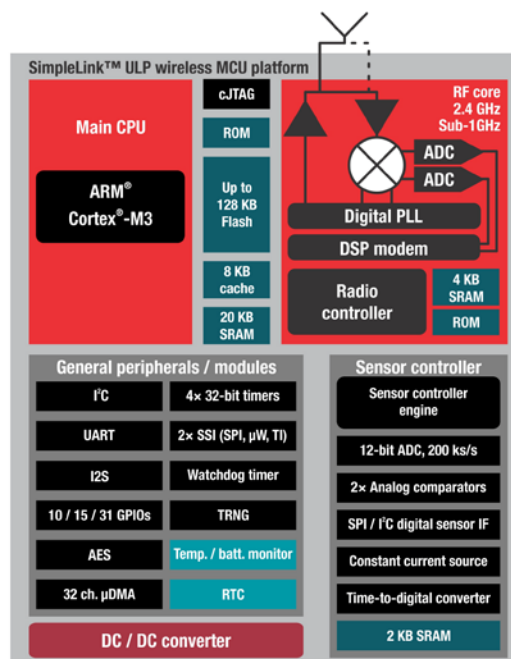 SimpleLink™ ULP wireless MCU platform
Main CPU
ARM®
Cortex®-M3
cJTAG
ROM
Up to
128 KB
Flash
8 KB
cache
20 KB
SRAM
RF core
2.4 GHz
Sub-1GHz
ADC
ADC
Digital PLL
DSP modem
Radio
controller
4 KB
SRAM
ROM
General peripherals / modules
I²C
4× 32-bit timers
UART
2× SSI (SPI, µW, TI)
I2S
Watchdog timer
10 / 15 / 31 GPIOs
TRNG
AES
Temp. / batt. monitor
32 ch. µDMA
RTC
DC / DC converter
Sensor controller
Sensor controller
engine
12-bit ADC, 200 ks/s
2× Analog comparators
SPI / I²C digital sensor IF
Constant current source
Time-to-digital converter
2 KB SRAM